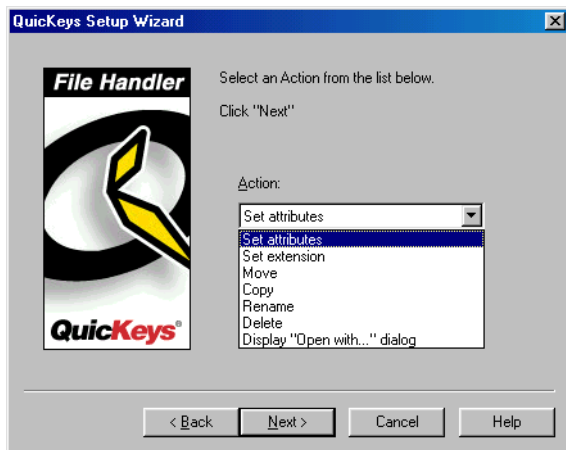 QuicKeys Setup Wizard
File Handler
Select an Action from the list below.
Click "Next"
Action:
Set attributes
Set attributes
Set extension
Move
Copy
Rename
Delete
Display "Open with..." dialog
QuicKeys®
< Back
Next >
Cancel
Help